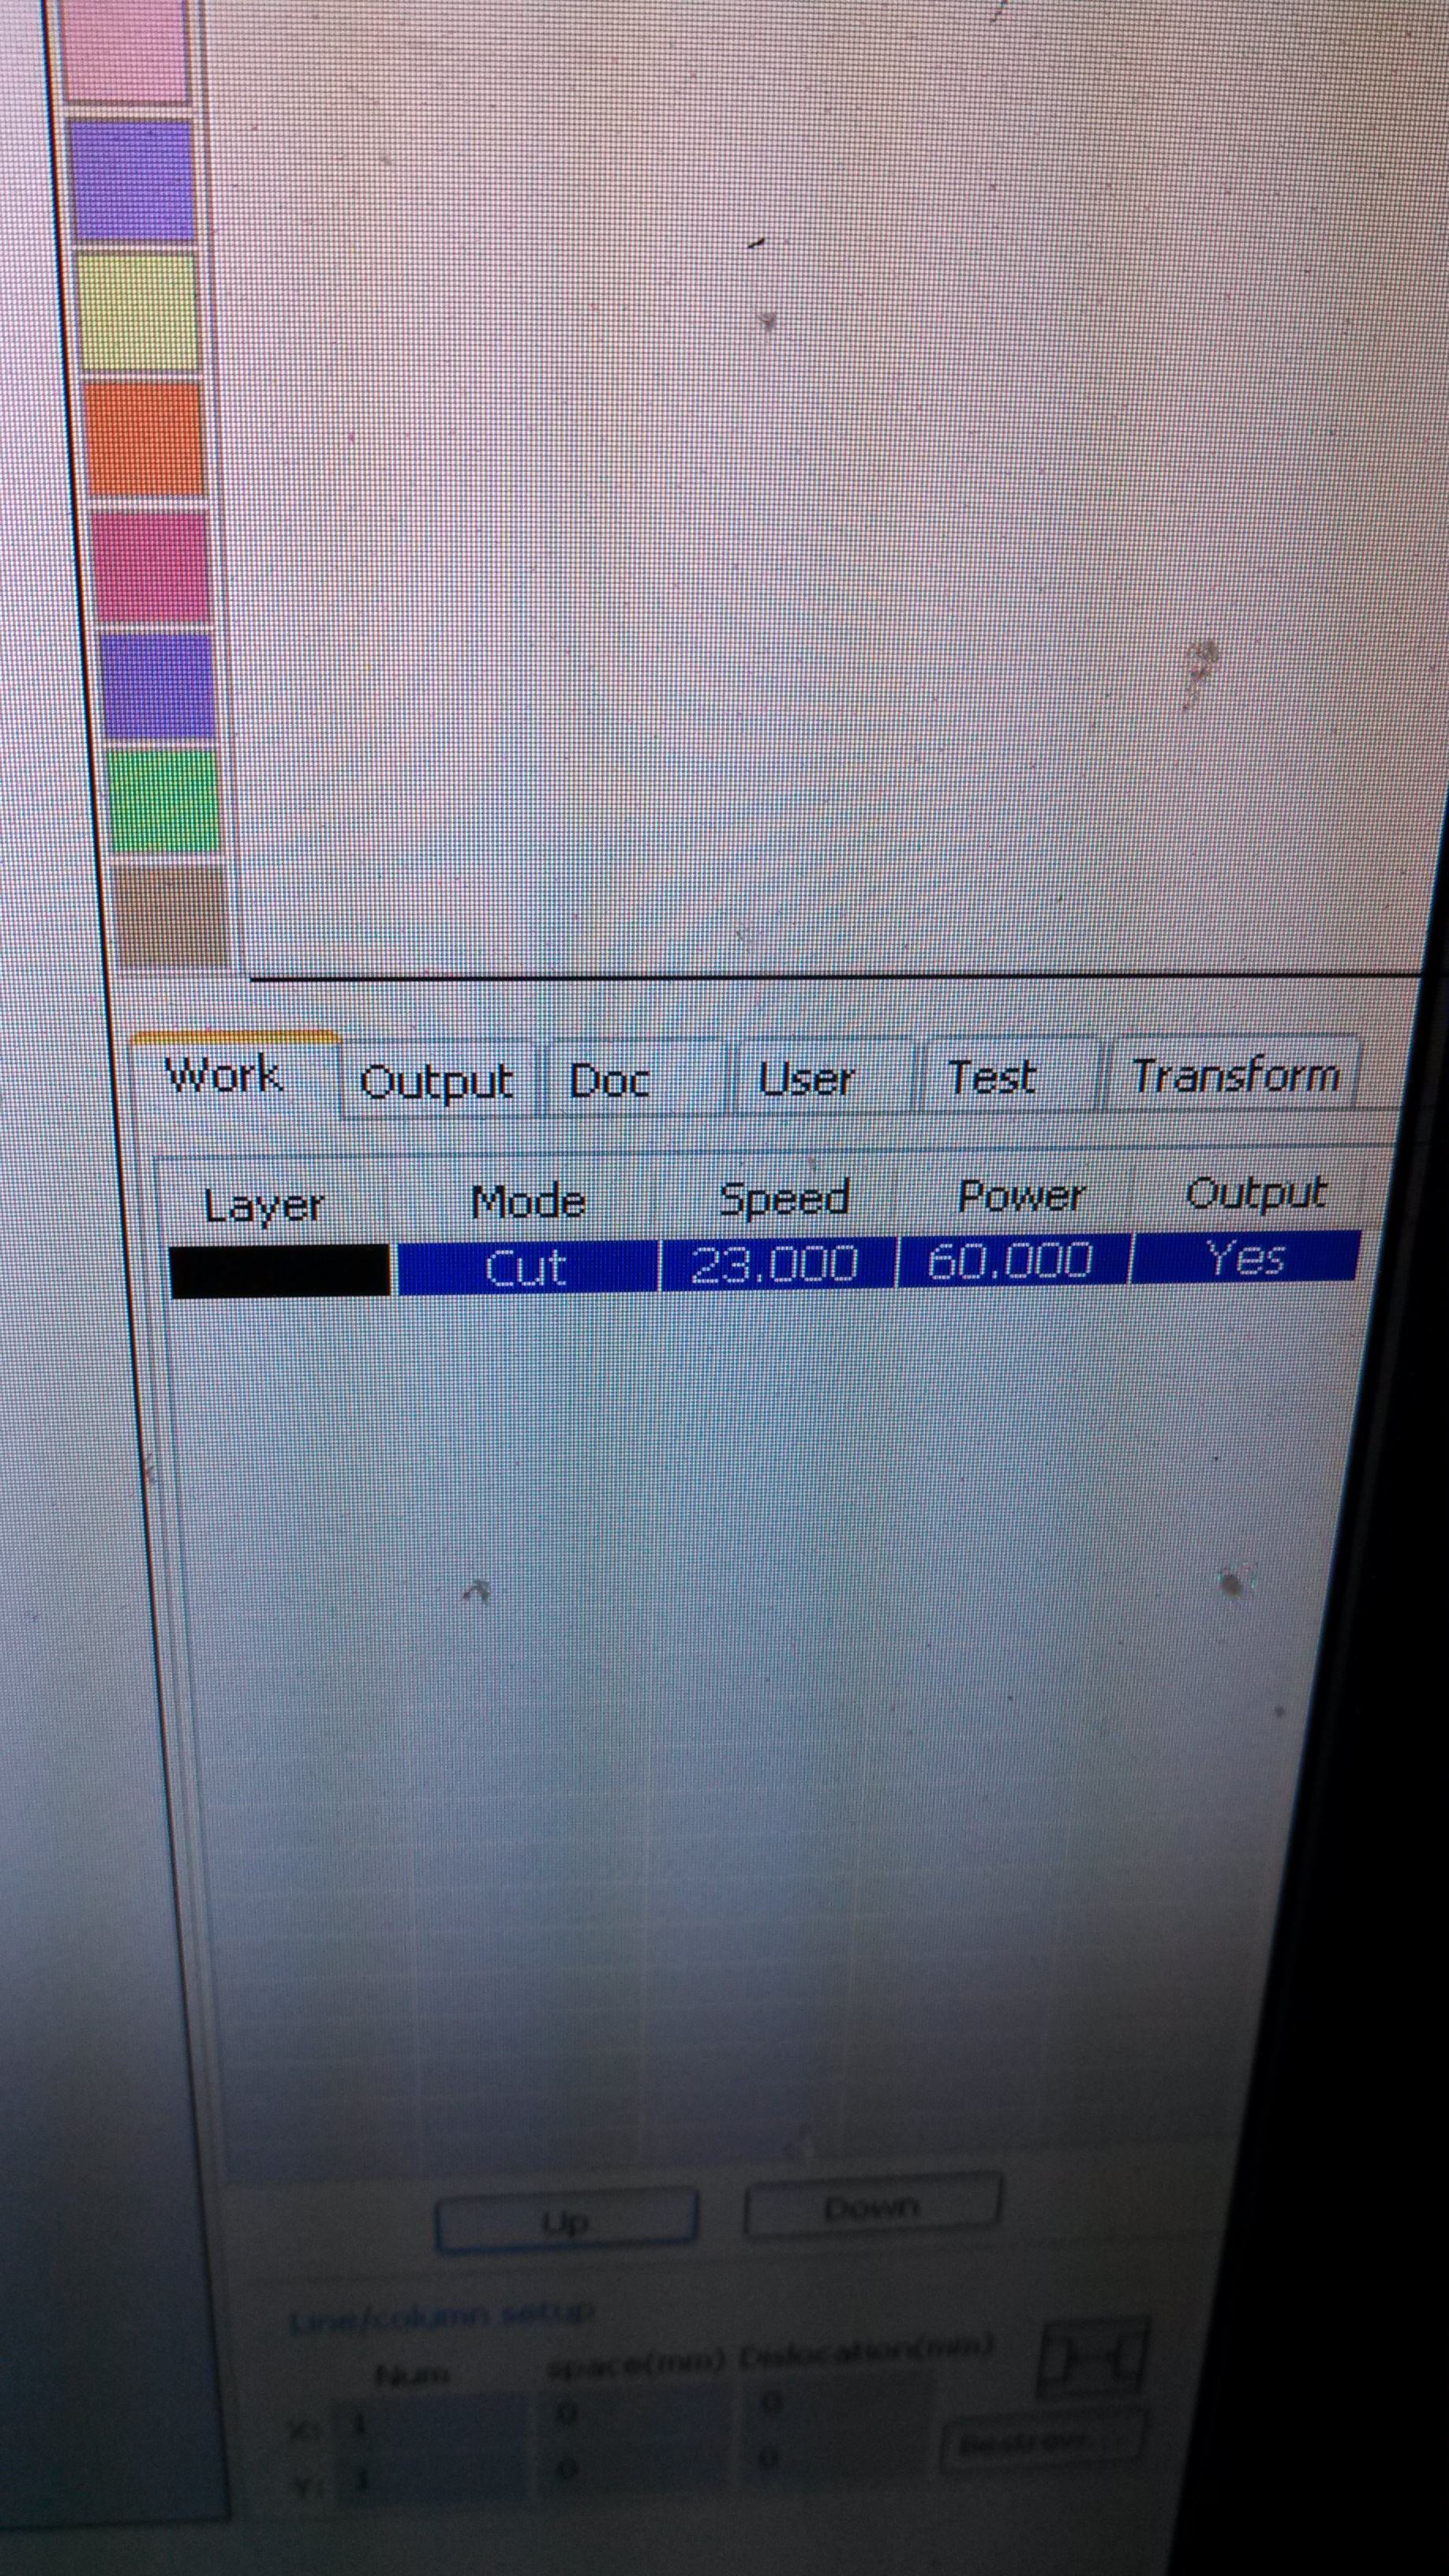 Work Output Doc User Test Transform
Layer Mode Speed Power Output
Cut 23.000 60.000 Yes
Up Down
Line/column setup
Num space(mm) Dislocation(mm)
X: 1 0 0
Y: 1 0 0
Bestrew...